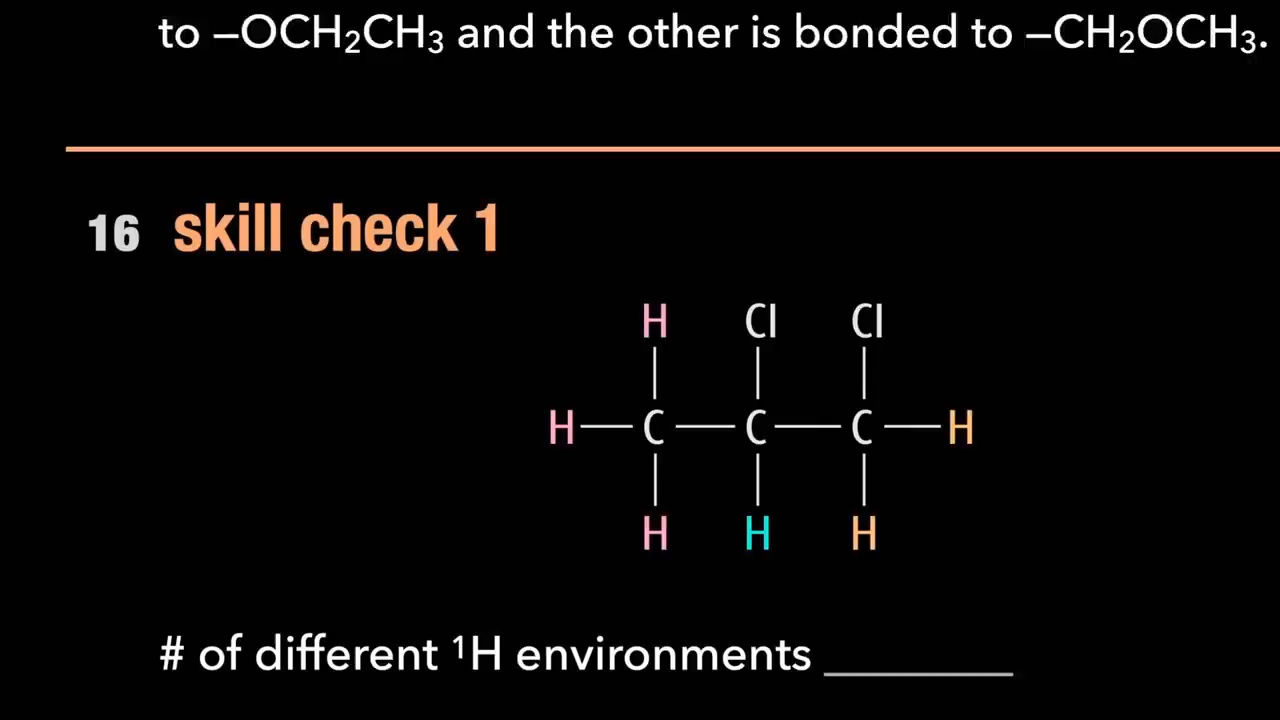 to –OCH₂CH₃ and the other is bonded to –CH₂OCH₃.
16 skill check 1
H Cl Cl
H C C C H
H H H
# of different ¹H environments ________